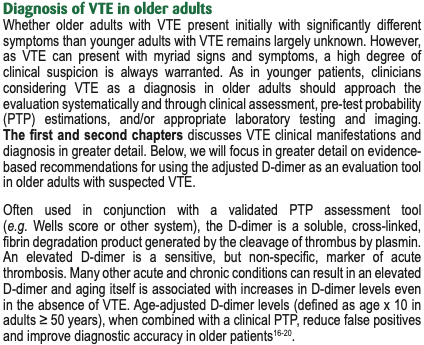 Diagnosis of VTE in older adults
Whether older adults with VTE present initially with significantly different
symptoms than younger adults with VTE remains largely unknown. However,
as VTE can present with myriad signs and symptoms, a high degree of
clinical suspicion is always warranted. As in younger patients, clinicians
considering VTE as a diagnosis in older adults should approach the
evaluation systematically and through clinical assessment, pre-test probability
(PTP) estimations, and/or appropriate laboratory testing and imaging.
The first and second chapters discusses VTE clinical manifestations and
diagnosis in greater detail. Below, we will focus in greater detail on evidence-
based recommendations for using the adjusted D-dimer as an evaluation tool
in older adults with suspected VTE.
Often used in conjunction with a validated PTP assessment tool
(e.g. Wells score or other system), the D-dimer is a soluble, cross-linked,
fibrin degradation product generated by the cleavage of thrombus by plasmin.
An elevated D-dimer is a sensitive, but non-specific, marker of acute
thrombosis. Many other acute and chronic conditions can result in an elevated
D-dimer and aging itself is associated with increases in D-dimer levels even
in the absence of VTE. Age-adjusted D-dimer levels (defined as age x 10 in
adults ≥ 50 years), when combined with a clinical PTP, reduce false positives
and improve diagnostic accuracy in older patients16-20.